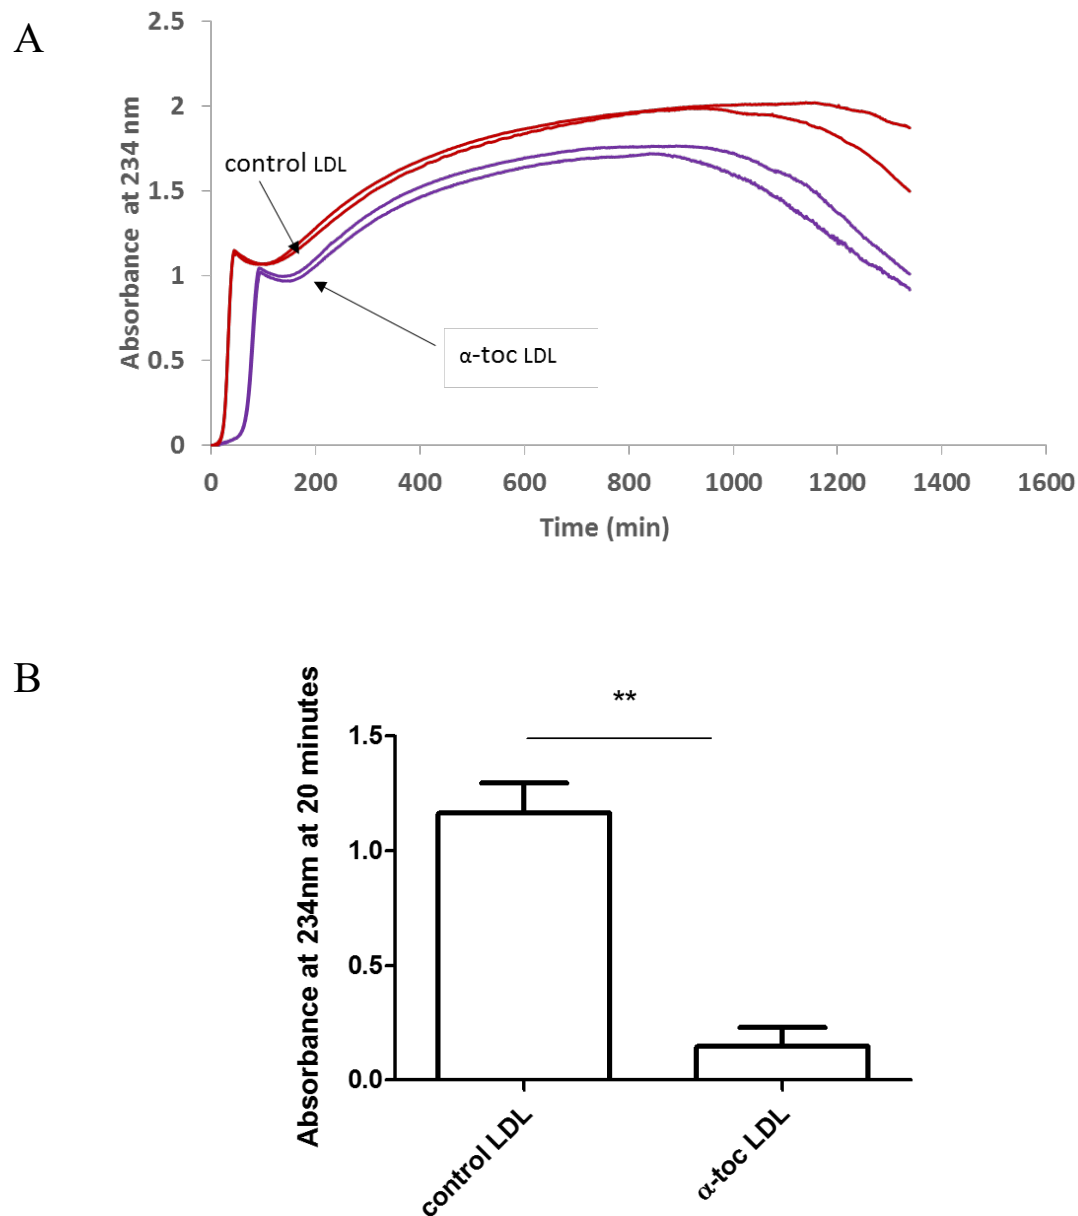 A
Absorbance at 234 nm
2.5
2
1.5
1
0.5
0
control LDL
α-toc LDL
0 200 400 600 800 1000 1200 1400 1600
Time (min)
B
Absorbance at 234nm at 20 minutes
**
1.5
1.0
0.5
0.0
control LDL
α-toc LDL